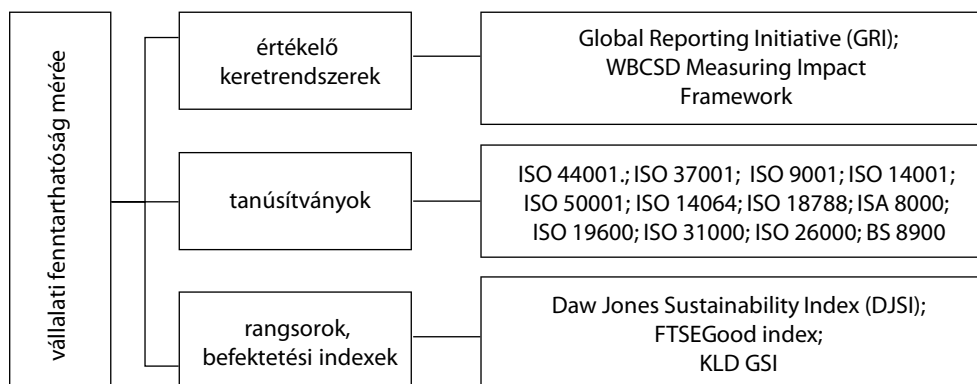 vállalati fenntarthatóság mérée
értékelő
keretrendszerek
Global Reporting Initiative (GRI);
WBCSD Measuring Impact
Framework
tanúsítványok
ISO 44001.; ISO 37001; ISO 9001; ISO 14001;
ISO 50001; ISO 14064; ISO 18788; ISA 8000;
ISO 19600; ISO 31000; ISO 26000; BS 8900
rangsorok,
befektetési indexek
Daw Jones Sustainability Index (DJSI);
FTSEGood index;
KLD GSI